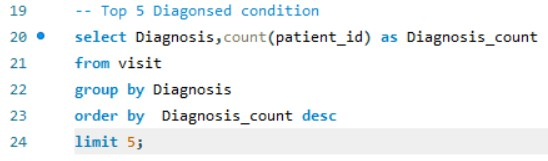 19 -- Top 5 Diagonsed condition
20 select Diagnosis,count(patient_id) as Diagnosis_count
21 from visit
22 group by Diagnosis
23 order by  Diagnosis_count desc
24 limit 5;